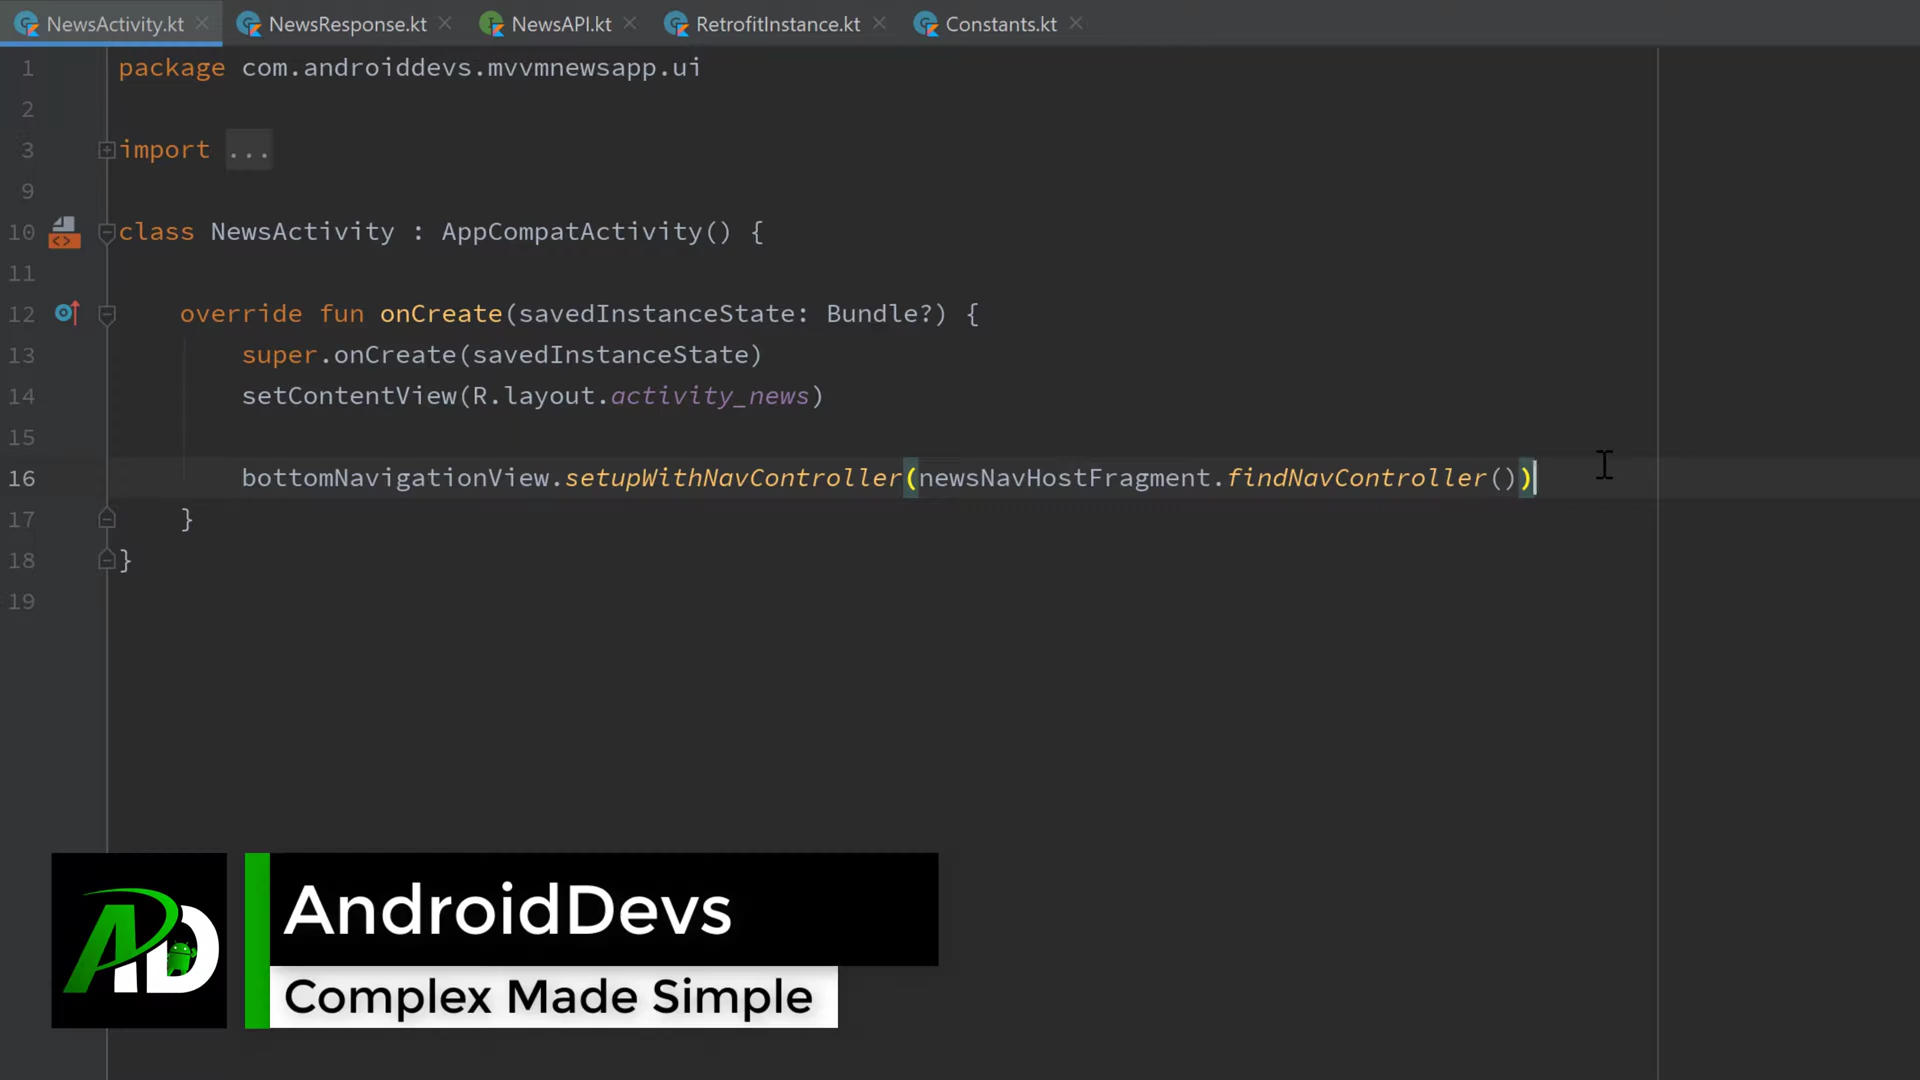 NewsActivity.kt NewsResponse.kt NewsAPI.kt RetrofitInstance.kt Constants.kt
1 package com.androiddevs.mvvmnewsapp.ui
2
3 import ...
9
10 class NewsActivity : AppCompatActivity() {
11
12 override fun onCreate(savedInstanceState: Bundle?) {
13 super.onCreate(savedInstanceState)
14 setContentView(R.layout.activity_news)
15
16 bottomNavigationView.setupWithNavController(newsNavHostFragment.findNavController())
17 }
18 }
19
AD
AndroidDevs
Complex Made Simple